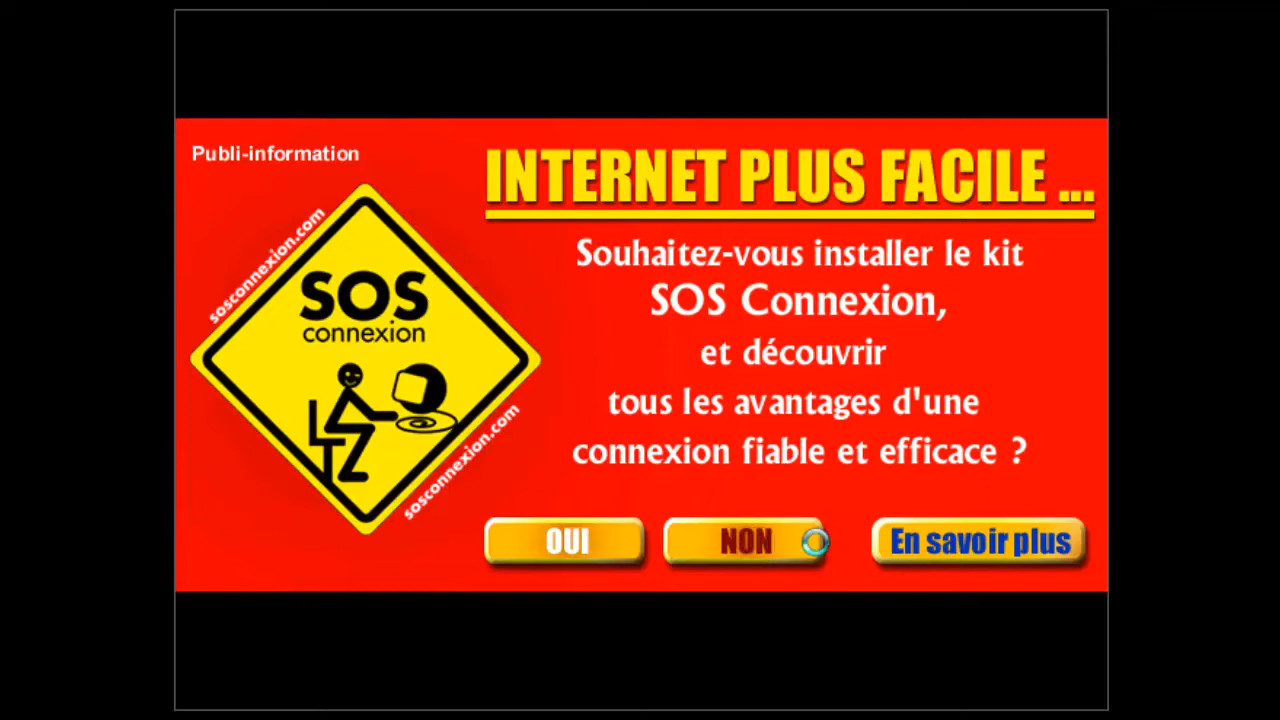 Publi-information
INTERNET PLUS FACILE ...
sosconnexion.com
SOS
connexion
sosconnexion.com
Souhaitez-vous installer le kit
SOS Connexion,
et découvrir
tous les avantages d'une
connexion fiable et efficace ?
OUI
NON
En savoir plus